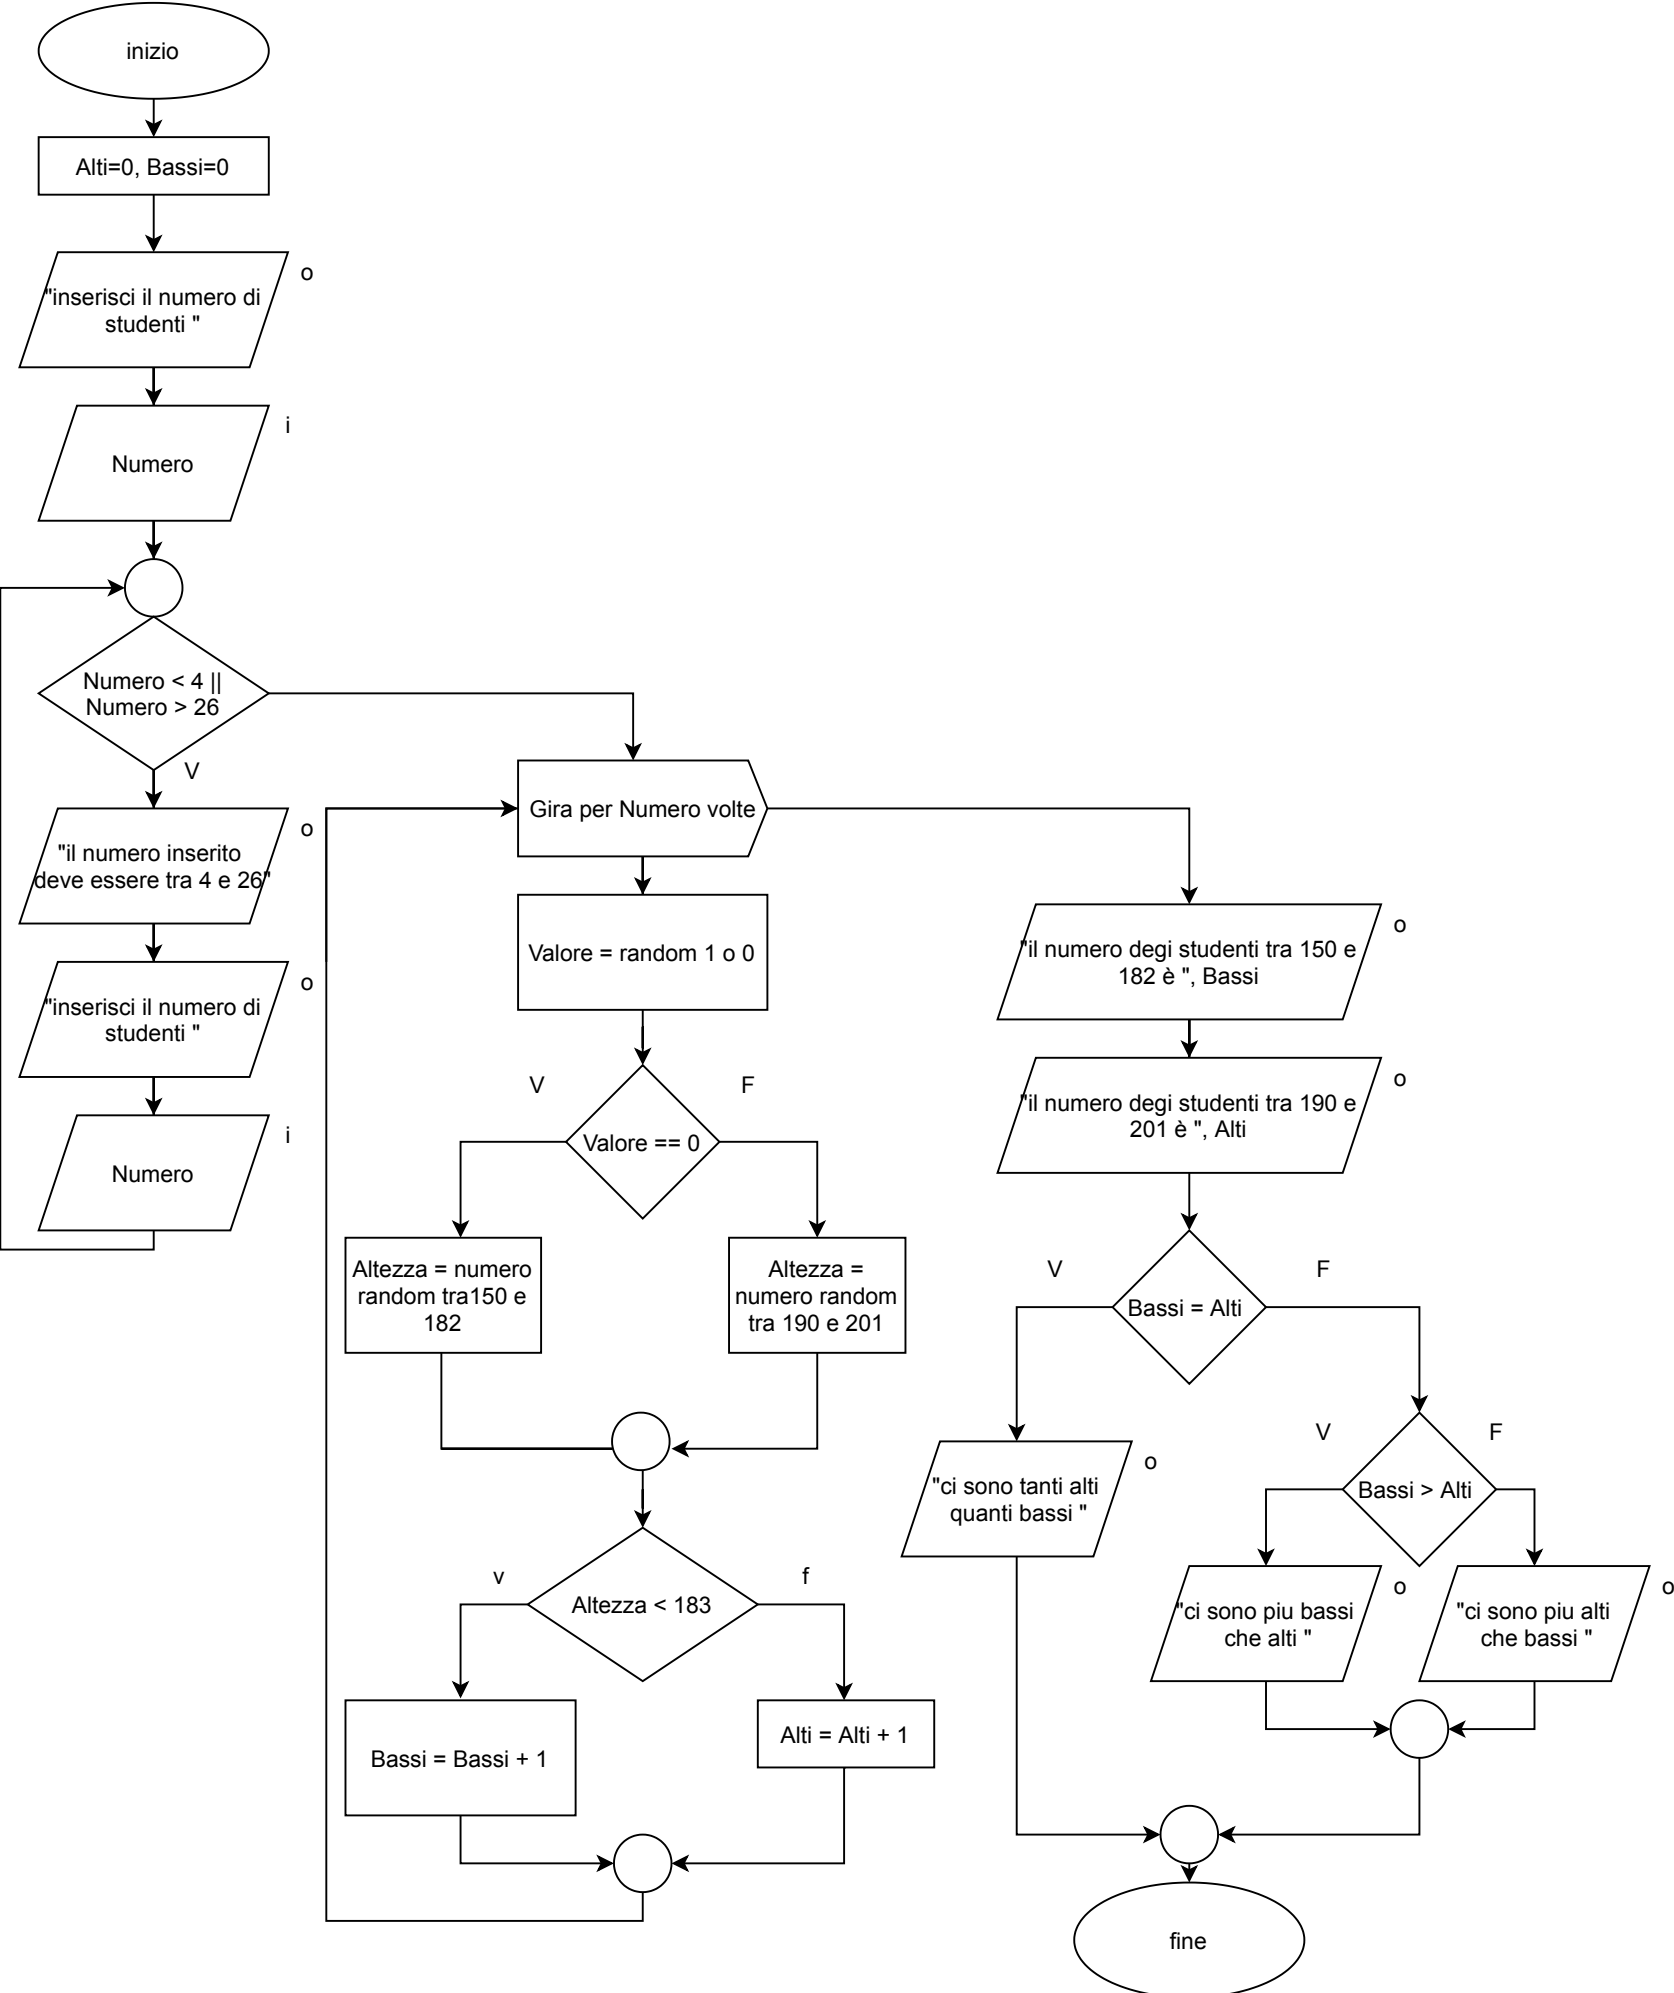 inizio
Alti=0, Bassi=0
"inserisci il numero di
studenti "
o
Numero
i
Numero < 4 ||
Numero > 26
V
"il numero inserito
deve essere tra 4 e 26"
o
"inserisci il numero di
studenti "
o
Numero
i
Gira per Numero volte
Valore = random 1 o 0
V
F
Valore == 0
Altezza = numero
random tra150 e
182
Altezza =
numero random
tra 190 e 201
v
f
Altezza < 183
Bassi = Bassi + 1
Alti = Alti + 1
"il numero degi studenti tra 150 e
182 è ", Bassi
o
"il numero degi studenti tra 190 e
201 è ", Alti
o
V
F
Bassi = Alti
"ci sono tanti alti
quanti bassi "
o
V
F
Bassi > Alti
"ci sono piu bassi
che alti "
o
"ci sono piu alti
che bassi "
o
fine